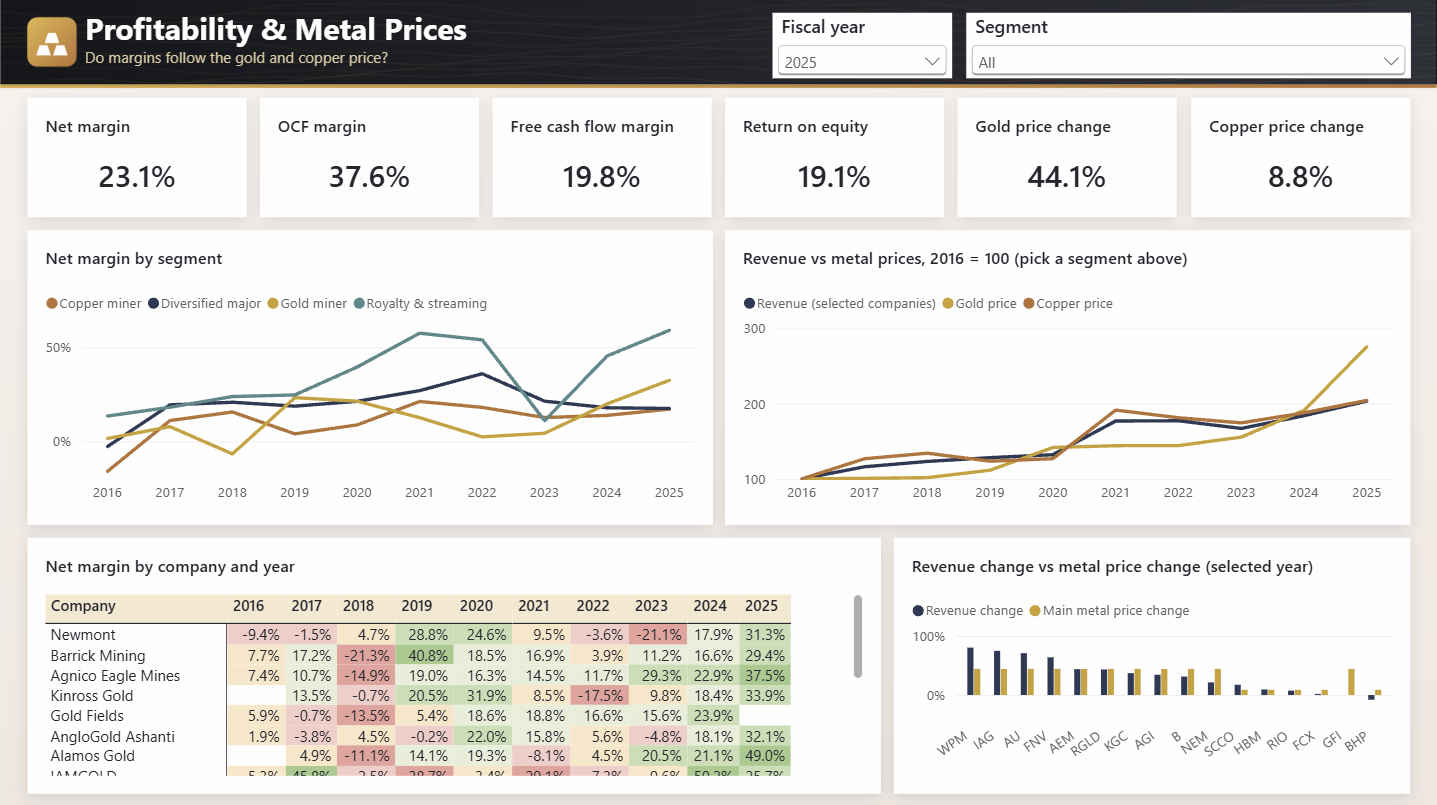 Profitability & Metal Prices
Do margins follow the gold and copper price?
Fiscal year
2025
Segment
All
Net margin
23.1%
OCF margin
37.6%
Free cash flow margin
19.8%
Return on equity
19.1%
Gold price change
44.1%
Copper price change
8.8%
Net margin by segment
Copper miner Diversified major Gold miner Royalty & streaming
50%
0%
2016 2017 2018 2019 2020 2021 2022 2023 2024 2025
Revenue vs metal prices, 2016 = 100 (pick a segment above)
Revenue (selected companies) Gold price Copper price
300
200
100
2016 2017 2018 2019 2020 2021 2022 2023 2024 2025
Net margin by company and year
Company 2016 2017 2018 2019 2020 2021 2022 2023 2024 2025
Newmont -9.4% -1.5% 4.7% 28.8% 24.6% 9.5% -3.6% -21.1% 17.9% 31.3%
Barrick Mining 7.7% 17.2% -21.3% 40.8% 18.5% 16.9% 3.9% 11.2% 16.6% 29.4%
Agnico Eagle Mines 7.4% 10.7% -14.9% 19.0% 16.3% 14.5% 11.7% 29.3% 22.9% 37.5%
Kinross Gold 13.5% -0.7% 20.5% 31.9% 8.5% -17.5% 9.8% 18.4% 33.9%
Gold Fields 5.9% -0.7% -13.5% 5.4% 18.6% 18.8% 16.6% 15.6% 23.9%
AngloGold Ashanti 1.9% -3.8% 4.5% -0.2% 22.0% 15.8% 5.6% -4.8% 18.1% 32.1%
Alamos Gold 4.9% -11.1% 14.1% 19.3% -8.1% 4.5% 20.5% 21.1% 49.0%
IAMGOLD
Revenue change vs metal price change (selected year)
Revenue change Main metal price change
100%
0%
WPM IAG AU FNV AEM RGLD KGC AGI B NEM SCCO HBM RIO FCX GFI BHP